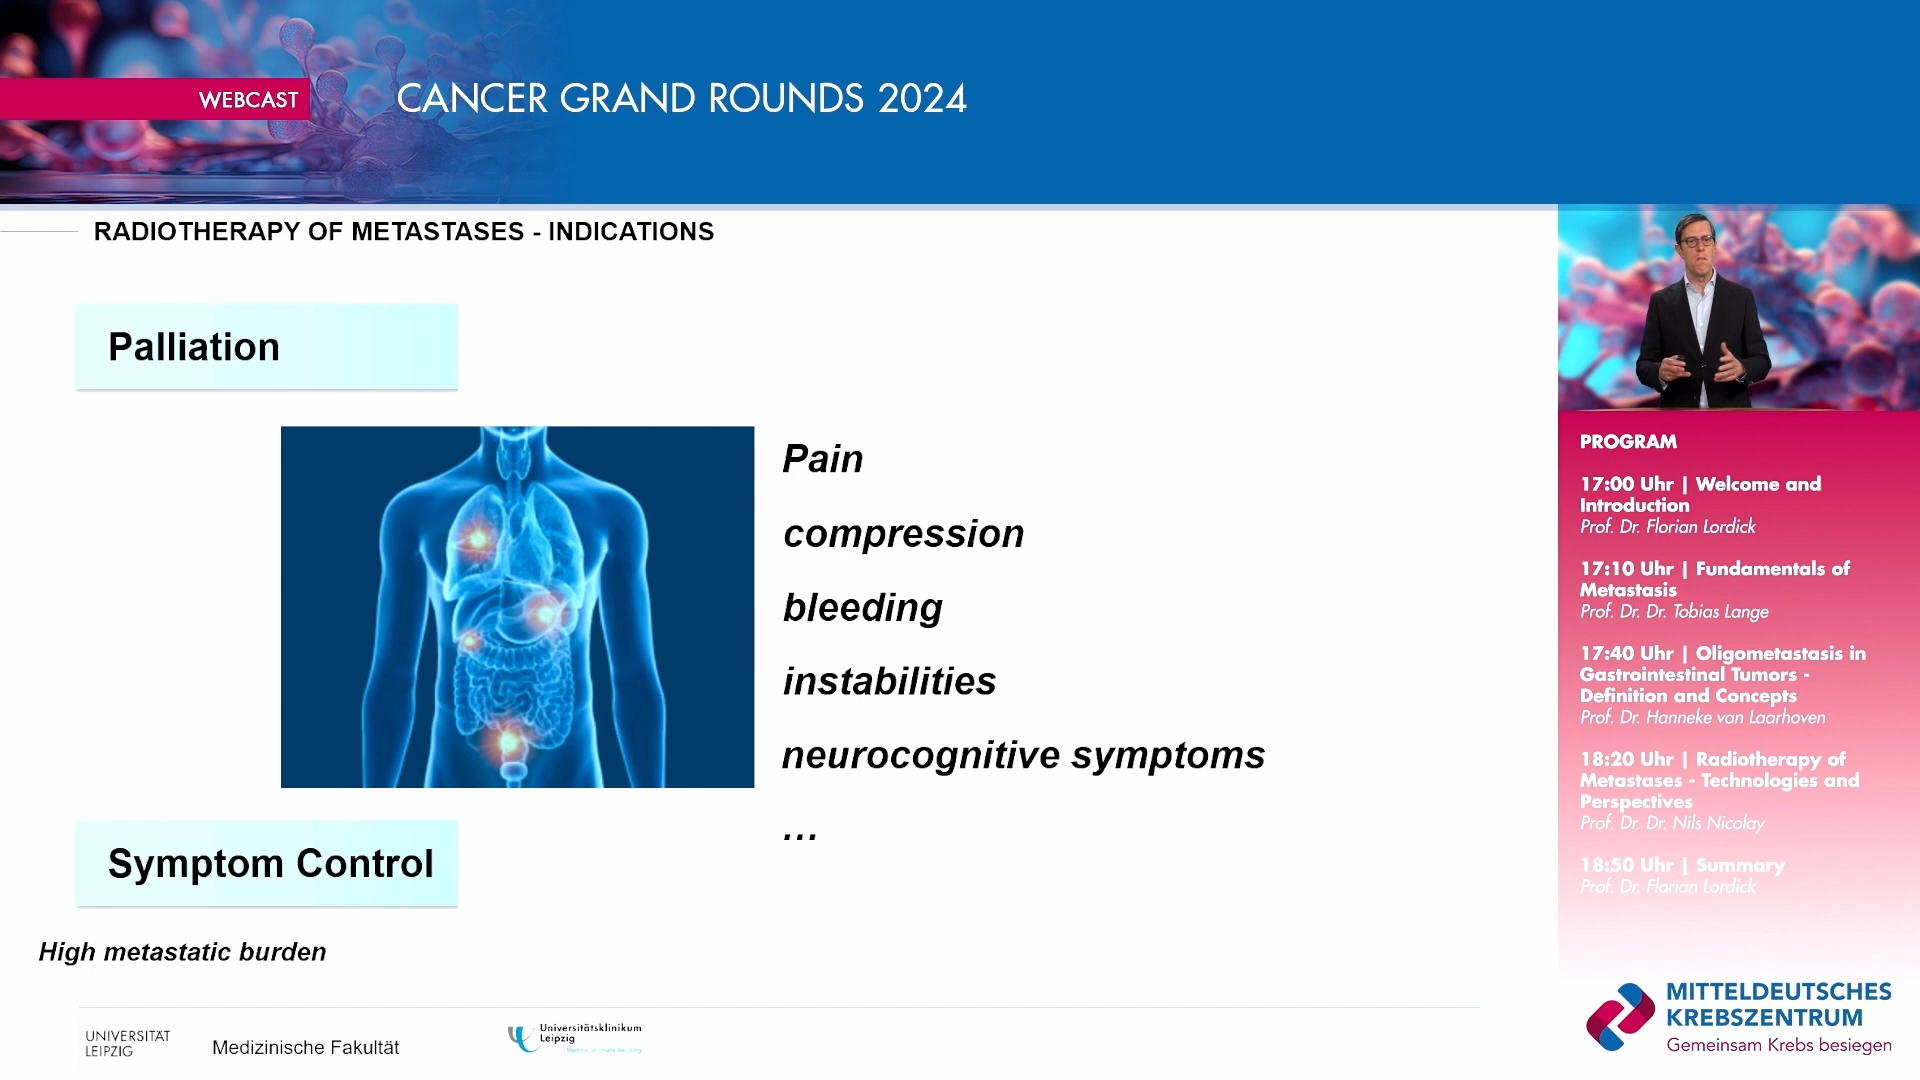 WEBCAST
CANCER GRAND ROUNDS 2024
RADIOTHERAPY OF METASTASES - INDICATIONS
Palliation
Pain
compression
bleeding
instabilities
neurocognitive symptoms
...
Symptom Control
High metastatic burden
UNIVERSITÄT
LEIPZIG
Medizinische Fakultät
Universitätsklinikum
Leipzig
PROGRAM
17:00 Uhr | Welcome and
Introduction
Prof. Dr. Florian Lordick
17:10 Uhr | Fundamentals of
Metastasis
Prof. Dr. Dr. Tobias Lange
17:40 Uhr | Oligometastasis in
Gastrointestinal Tumors -
Definition and Concepts
Prof. Dr. Hanneke van Laarhoven
18:20 Uhr | Radiotherapy of
Metastases - Technologies and
Perspectives
Prof. Dr. Dr. Nils Nicolay
18:50 Uhr | Summary
Prof. Dr. Florian Lordick
MITTELDEUTSCHES
KREBSZENTRUM
Gemeinsam Krebs besiegen